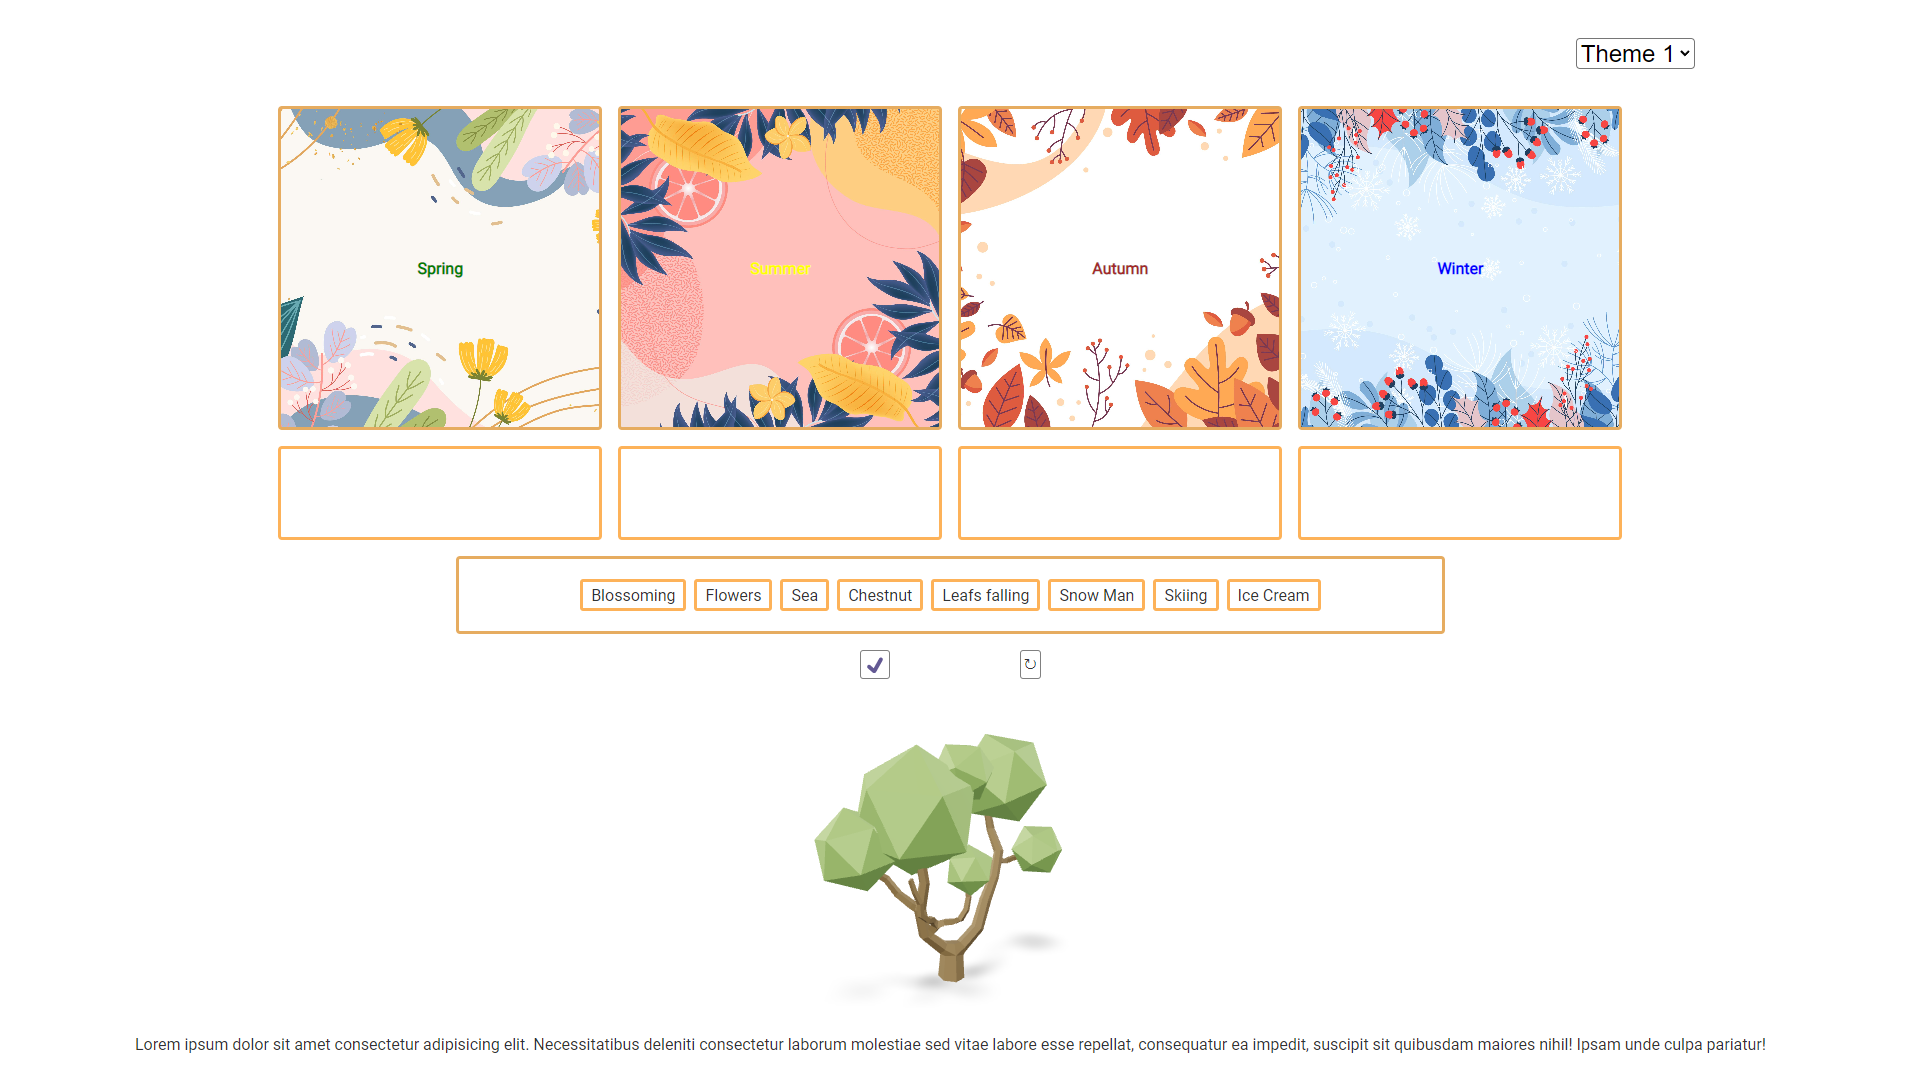 Theme 1
Spring
Summer
Autumn
Winter
Blossoming Flowers Sea Chestnut Leafs falling Snow Man Skiing Ice Cream
Lorem ipsum dolor sit amet consectetur adipisicing elit. Necessitatibus deleniti consectetur laborum molestiae sed vitae labore esse repellat, consequatur ea impedit, suscipit sit quibusdam maiores nihil! Ipsam unde culpa pariatur!